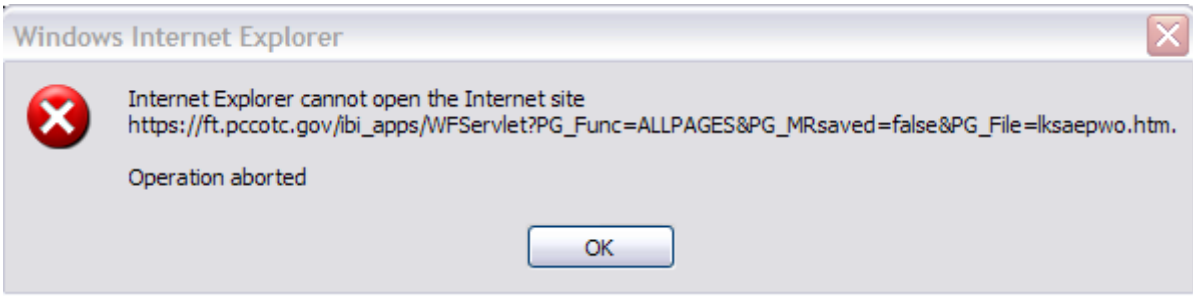 Windows Internet Explorer
Internet Explorer cannot open the Internet site
https://ft.pccotc.gov/ibi_apps/WFServlet?PG_Func=ALLPAGES&PG_MRsaved=false&PG_File=lksaepwo.htm.
Operation aborted
OK